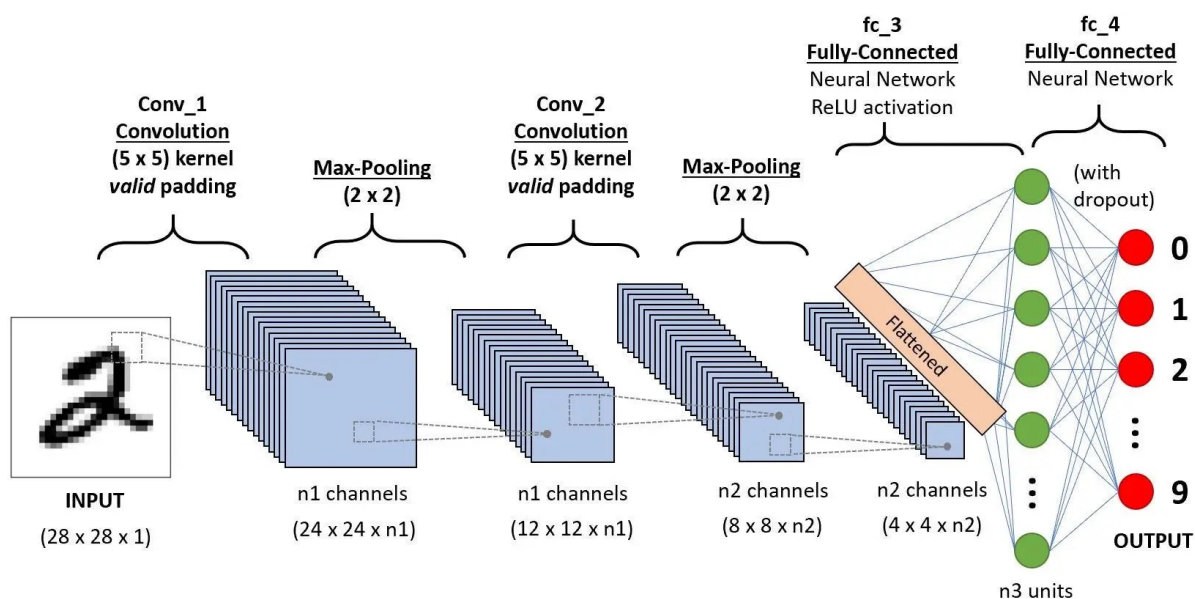 Conv_1
Convolution
(5 x 5) kernel
valid padding
Max-Pooling
(2 x 2)
Conv_2
Convolution
(5 x 5) kernel
valid padding
Max-Pooling
(2 x 2)
fc_3
Fully-Connected
Neural Network
ReLU activation
fc_4
Fully-Connected
Neural Network
(with
dropout)
Flattened
0
1
2
9
OUTPUT
2
INPUT
(28 x 28 x 1)
n1 channels
(24 x 24 x n1)
n1 channels
(12 x 12 x n1)
n2 channels
(8 x 8 x n2)
n2 channels
(4 x 4 x n2)
n3 units